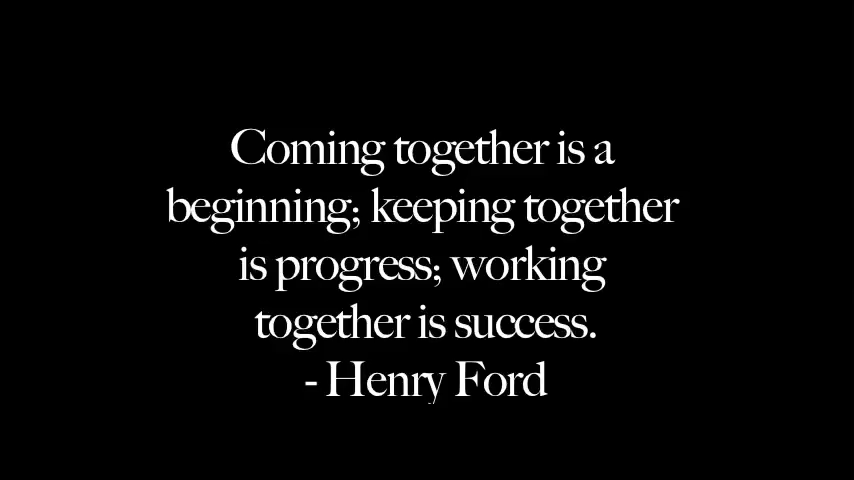 Coming together is a
beginning; keeping together
is progress; working
together is success.
- Henry Ford